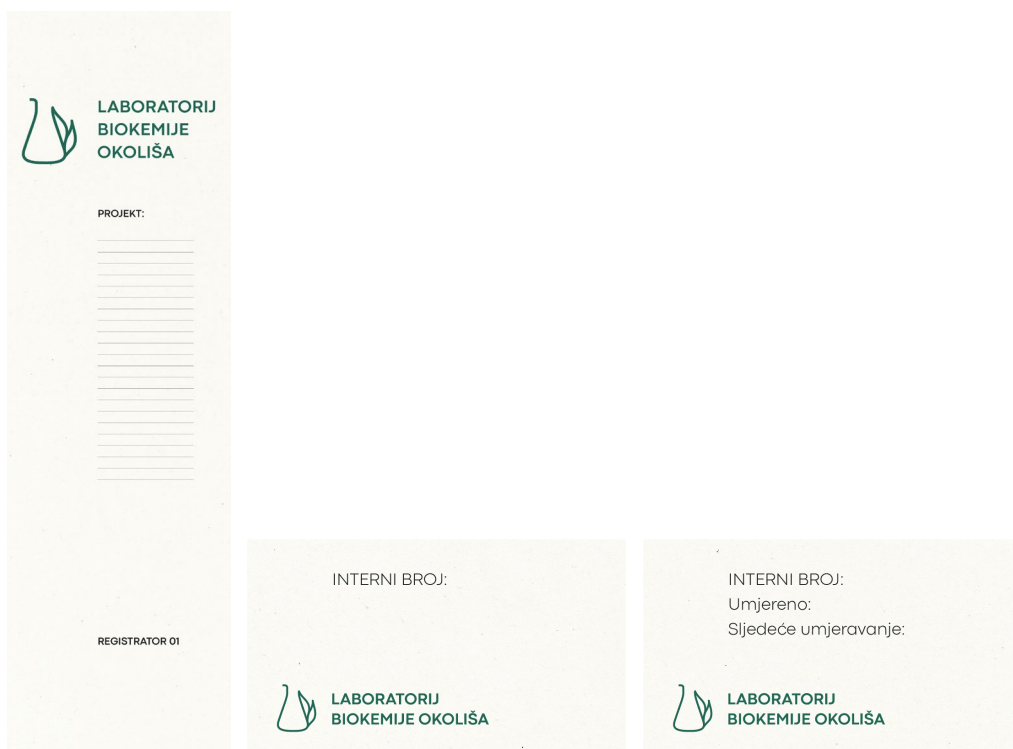 LABORATORIJ
BIOKEMIJE
OKOLIŠA
PROJEKT:
REGISTRATOR 01
INTERNI BROJ:
LABORATORIJ
BIOKEMIJE OKOLIŠA
INTERNI BROJ:
Umjereno:
Sljedeće umjeravanje:
LABORATORIJ
BIOKEMIJE OKOLIŠA